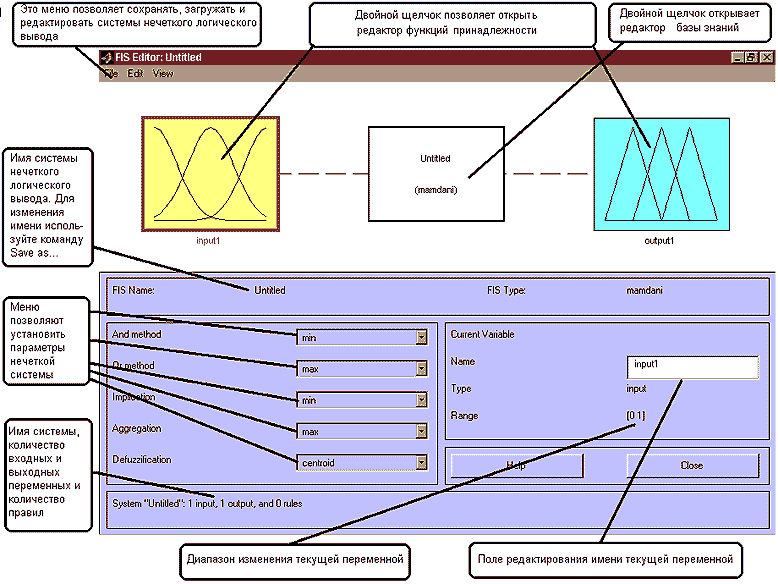 Это меню позволяет сохранять, загружать и
редактировать системы нечеткого логического
вывода
Двойной щелчок позволяет открыть
редактор функций принадлежности
Двойной щелчок открывает
редактор базы знаний
FIS Editor: Untitled
File Edit View
Untitled
(mamdani)
input1
output1
Имя системы
нечеткого
логического
вывода. Для
изменения
имени исполь-
зуйте команду
Save as...
FIS Name:
Untitled
FIS Type:
mamdani
Меню
позволяют
установить
параметры
нечеткой
системы
And method
min
Or method
max
Implication
min
Aggregation
max
Defuzzification
centroid
Current Variable
Name
input1
Type
input
Range
[0 1]
Help
Close
Имя системы,
количество
входных и
выходных
переменных и
количество
правил
System "Untitled": 1 input, 1 output, and 0 rules
Диапазон изменения текущей переменной
Поле редактирования имени текущей переменной